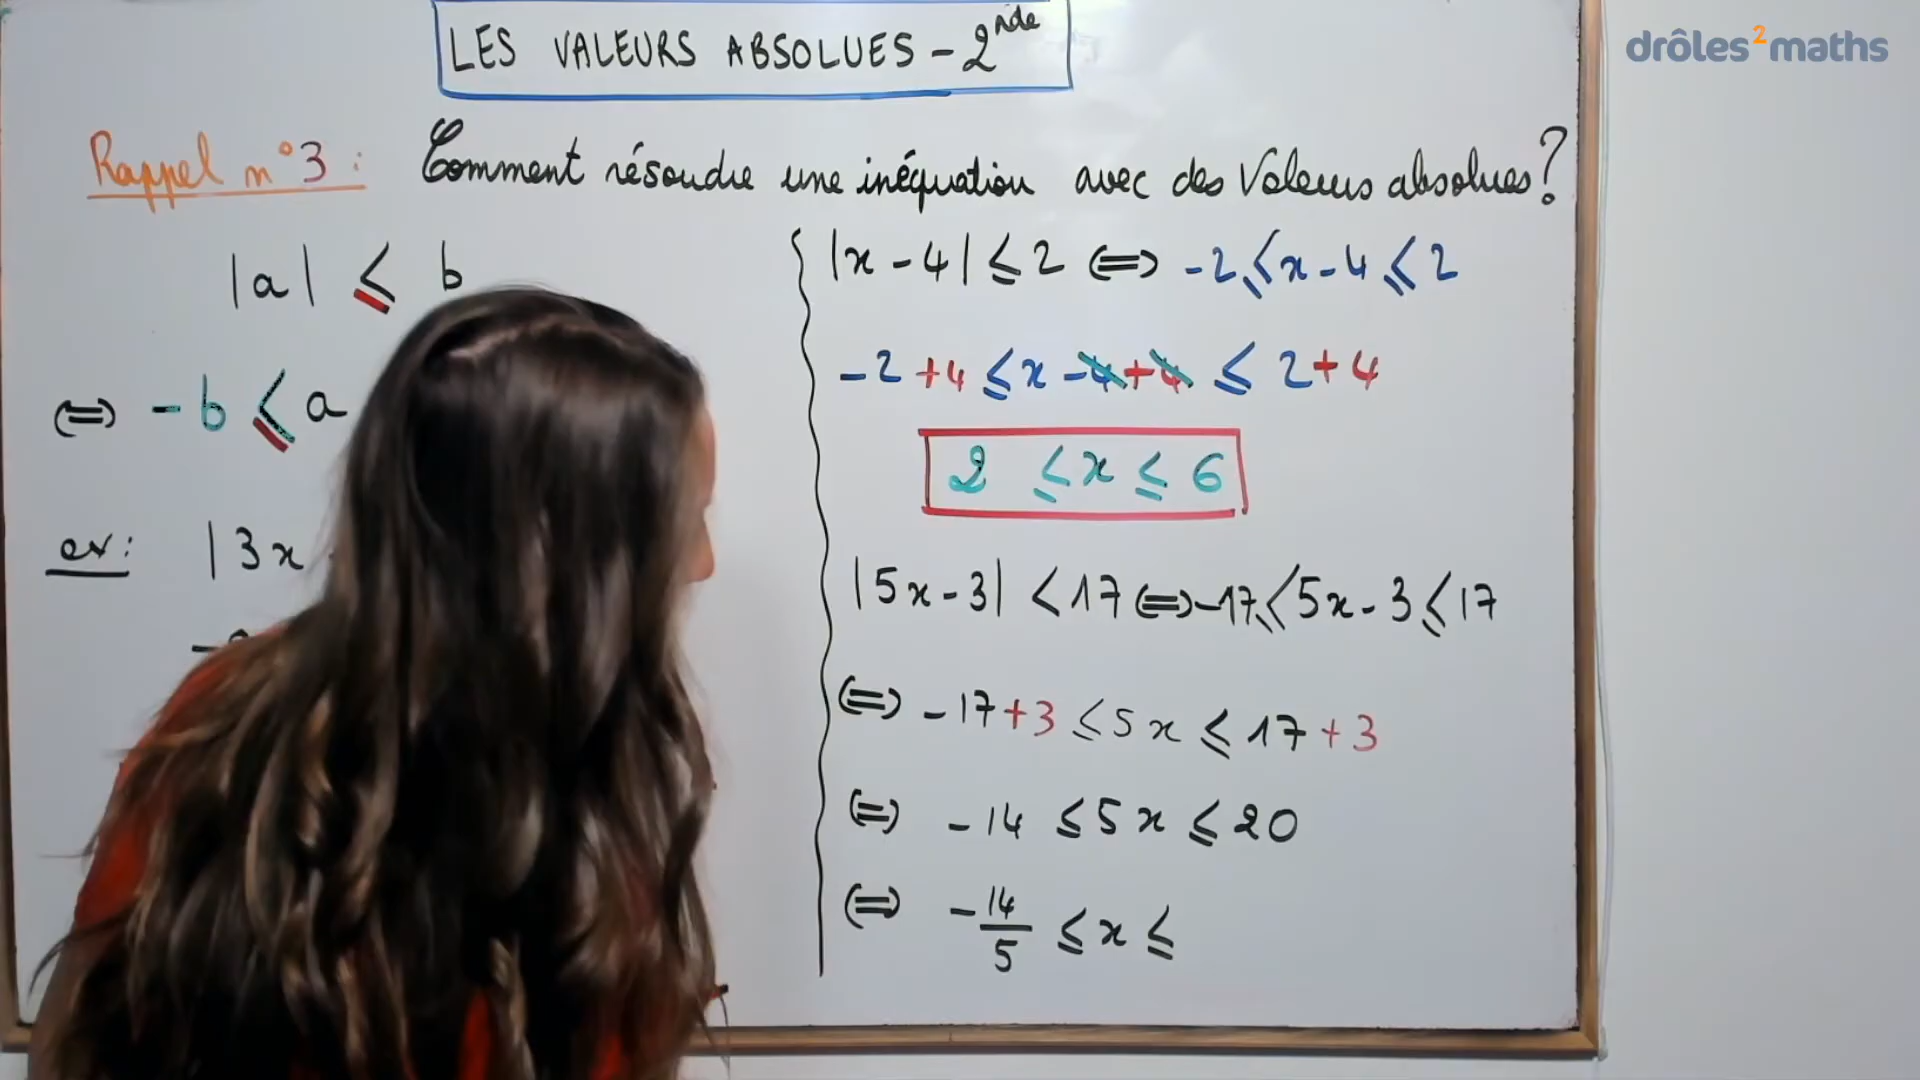 LES VALEURS ABSOLUES - 2nde
drôles2maths
Rappel n°3 : Comment résoudre une inéquation avec des Valeurs absolues ?
|a| ≤ b
⟺ -b ≤ a
ex : |3x
|x - 4| ≤ 2 ⟺ -2 ≤ x - 4 ≤ 2
-2 + 4 ≤ x - 4 + 4 ≤ 2 + 4
2 ≤ x ≤ 6
|5x - 3| < 17 ⟺ -17 ≤ 5x - 3 ≤ 17
⟺ -17 + 3 ≤ 5x ≤ 17 + 3
⟺ -14 ≤ 5x ≤ 20
⟺ -14/5 ≤ x ≤